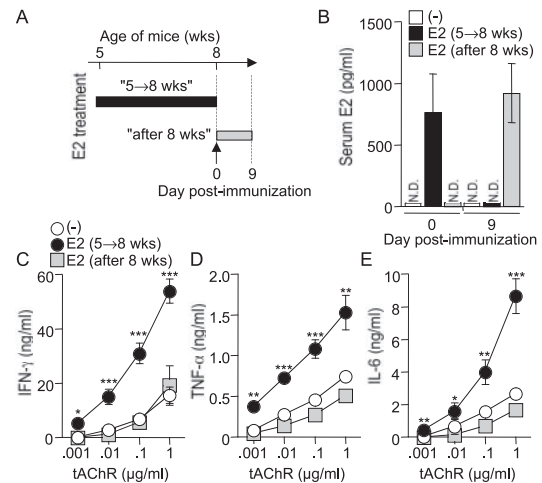 A
Age of mice (wks)
5 8
E2 treatment
"5→8 wks"
"after 8 wks"
0 9
Day post-immunization
B
(-)
E2 (5→8 wks)
E2 (after 8 wks)
Serum E2 (pg/ml)
1500
1000
500
0
N.D. N.D. N.D. N.D.
0 9
Day post-immunization
(-)
E2 (5→8 wks)
E2 (after 8 wks)
C
IFN-γ (ng/ml)
60
40
20
0
* *** *** ***
.001 .01 .1 1
tAChR (µg/ml)
D
TNF-α (ng/ml)
2.0
1.5
1.0
0.5
0
** *** *** **
.001 .01 .1 1
tAChR (µg/ml)
E
IL-6 (ng/ml)
10
8
6
4
2
0
** * ** ***
.001 .01 .1 1
tAChR (µg/ml)